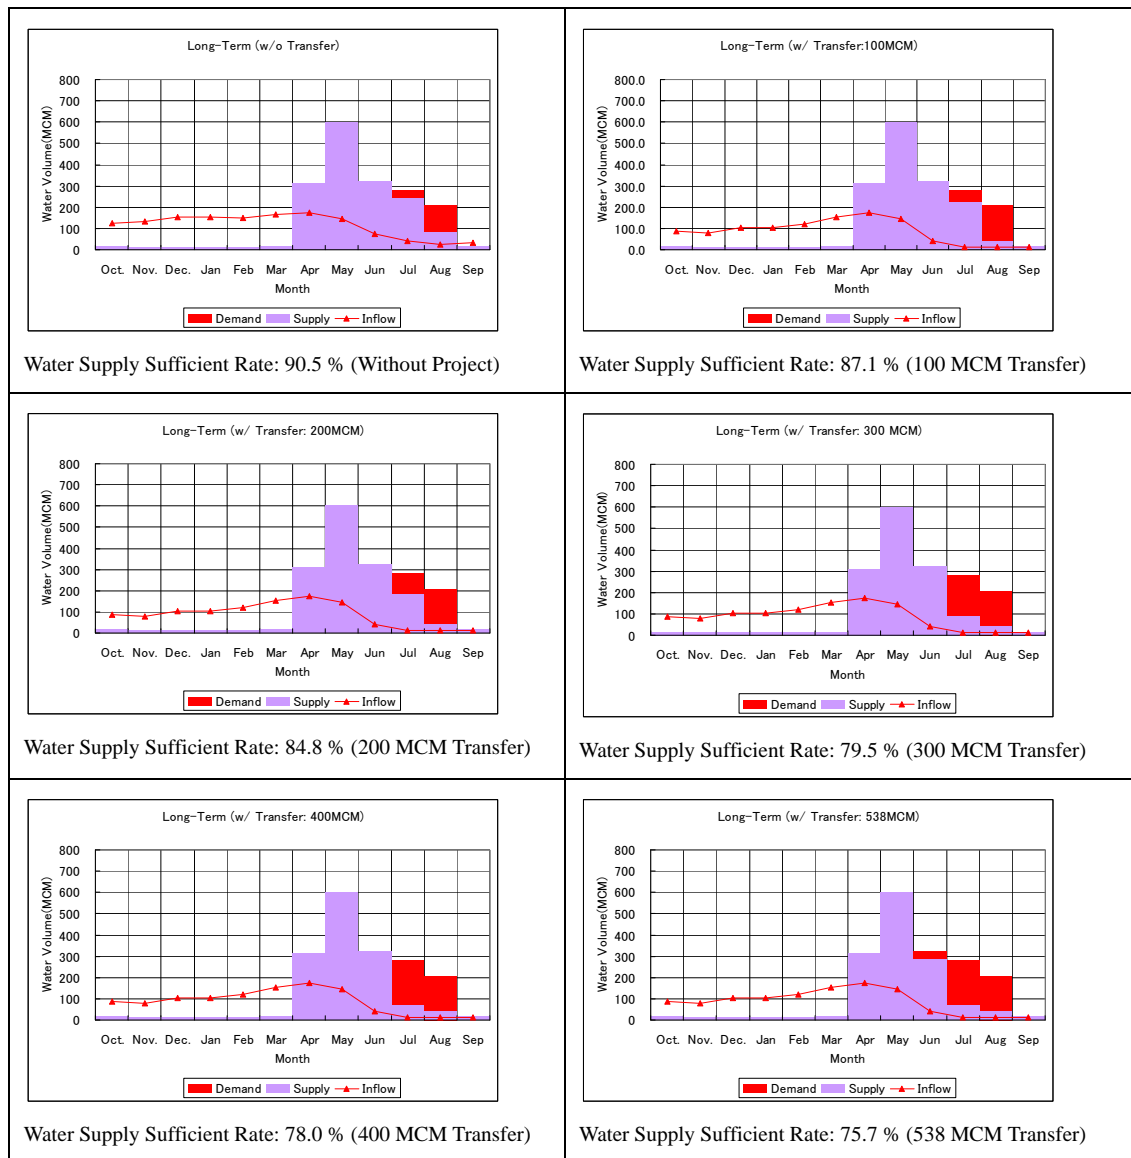 Long-Term (w/o Transfer)
Water Volume(MCM)
800
700
600
500
400
300
200
100
0
Oct. Nov. Dec. Jan Feb Mar Apr May Jun Jul Aug Sep
Month
Demand Supply Inflow
Water Supply Sufficient Rate: 90.5 % (Without Project)
Long-Term (w/ Transfer:100MCM)
Water Volume(MCM)
800.0
700.0
600.0
500.0
400.0
300.0
200.0
100.0
0.0
Oct. Nov. Dec. Jan Feb Mar Apr May Jun Jul Aug Sep
Month
Demand Supply Inflow
Water Supply Sufficient Rate: 87.1 % (100 MCM Transfer)
Long-Term (w/ Transfer: 200MCM)
Water Volume(MCM)
800
700
600
500
400
300
200
100
0
Oct. Nov. Dec. Jan Feb Mar Apr May Jun Jul Aug Sep
Month
Demand Supply Inflow
Water Supply Sufficient Rate: 84.8 % (200 MCM Transfer)
Long-Term (w/ Transfer: 300 MCM)
Water Volume(MCM)
800
700
600
500
400
300
200
100
0
Oct. Nov. Dec. Jan Feb Mar Apr May Jun Jul Aug Sep
Month
Demand Supply Inflow
Water Supply Sufficient Rate: 79.5 % (300 MCM Transfer)
Long-Term (w/ Transfer: 400MCM)
Water Volume(MCM)
800
700
600
500
400
300
200
100
0
Oct. Nov. Dec. Jan Feb Mar Apr May Jun Jul Aug Sep
Month
Demand Supply Inflow
Water Supply Sufficient Rate: 78.0 % (400 MCM Transfer)
Long-Term (w/ Transfer: 538MCM)
Water Volume(MCM)
800
700
600
500
400
300
200
100
0
Oct. Nov. Dec. Jan Feb Mar Apr May Jun Jul Aug Sep
Month
Demand Supply Inflow
Water Supply Sufficient Rate: 75.7 % (538 MCM Transfer)